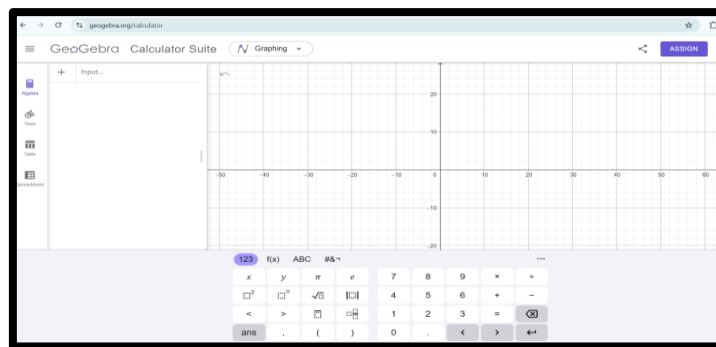 geogebra.org/calculator
GeoGebra Calculator Suite Graphing
ASSIGN
Algebra
Tools
Table
Spreadsheet
+ Input...
20
10
-50 -40 -30 -20 -10 0 10 20 30 40 50 60
-10
-20
123 f(x) ABC #&¬ ...
x y π e 7 8 9 × ÷
4 5 6 + −
< > 1 2 3 =
ans , ( ) 0 . < >